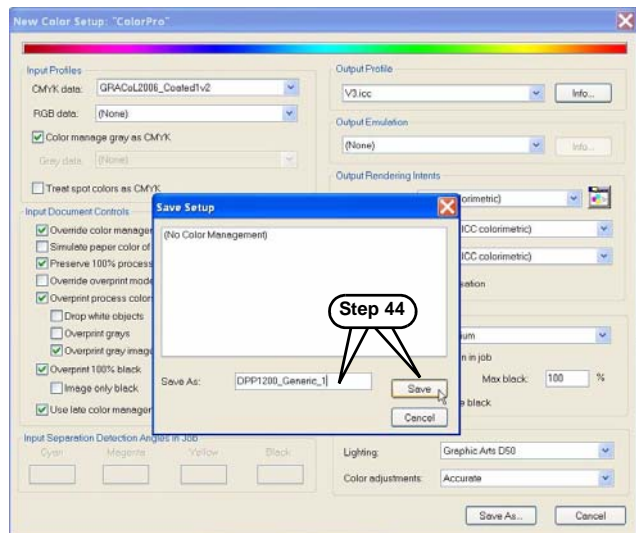 New Color Setup: "ColorPro"
Input Profiles
CMYK data: GRACoL2006_Coated1v2
RGB data: (None)
Color manage gray as CMYK
Gray data: (None)
Treat spot colors as CMYK
Input Document Controls
Override color manager
Simulate paper color of
Preserve 100% process
Override overprint mode
Overprint process color
Drop white objects
Overprint grays
Overprint gray imag
Overprint 100% black
Image only black
Use late color manager
Input Separation Detection Angles in Job
Cyan Magenta Yellow Black
Output Profile
V3.icc Info...
Output Emulation
(None) Info...
Output Rendering Intents
orimetric)
ICC colorimetric)
ICC colorimetric)
sation
ium
n in job
Max black: 100 %
e black
Lighting: Graphic Arts D50
Color adjustments: Accurate
Save As... Cancel
Save Setup
(No Color Management)
Step 44
Save As: DPP1200_Generic_1 Save
Cancel